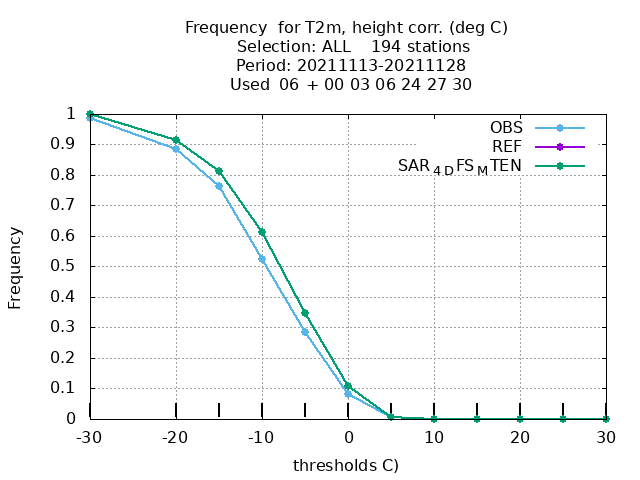 Frequency  for T2m, height corr. (deg C)
Selection: ALL    194 stations
Period: 20211113-20211128
Used  06  + 00 03 06 24 27 30
OBS
REF
SAR4DFSMTEN
1
0.9
0.8
0.7
0.6
0.5
0.4
0.3
0.2
0.1
0
Frequency
-30 -20 -10 0 10 20 30
thresholds C)